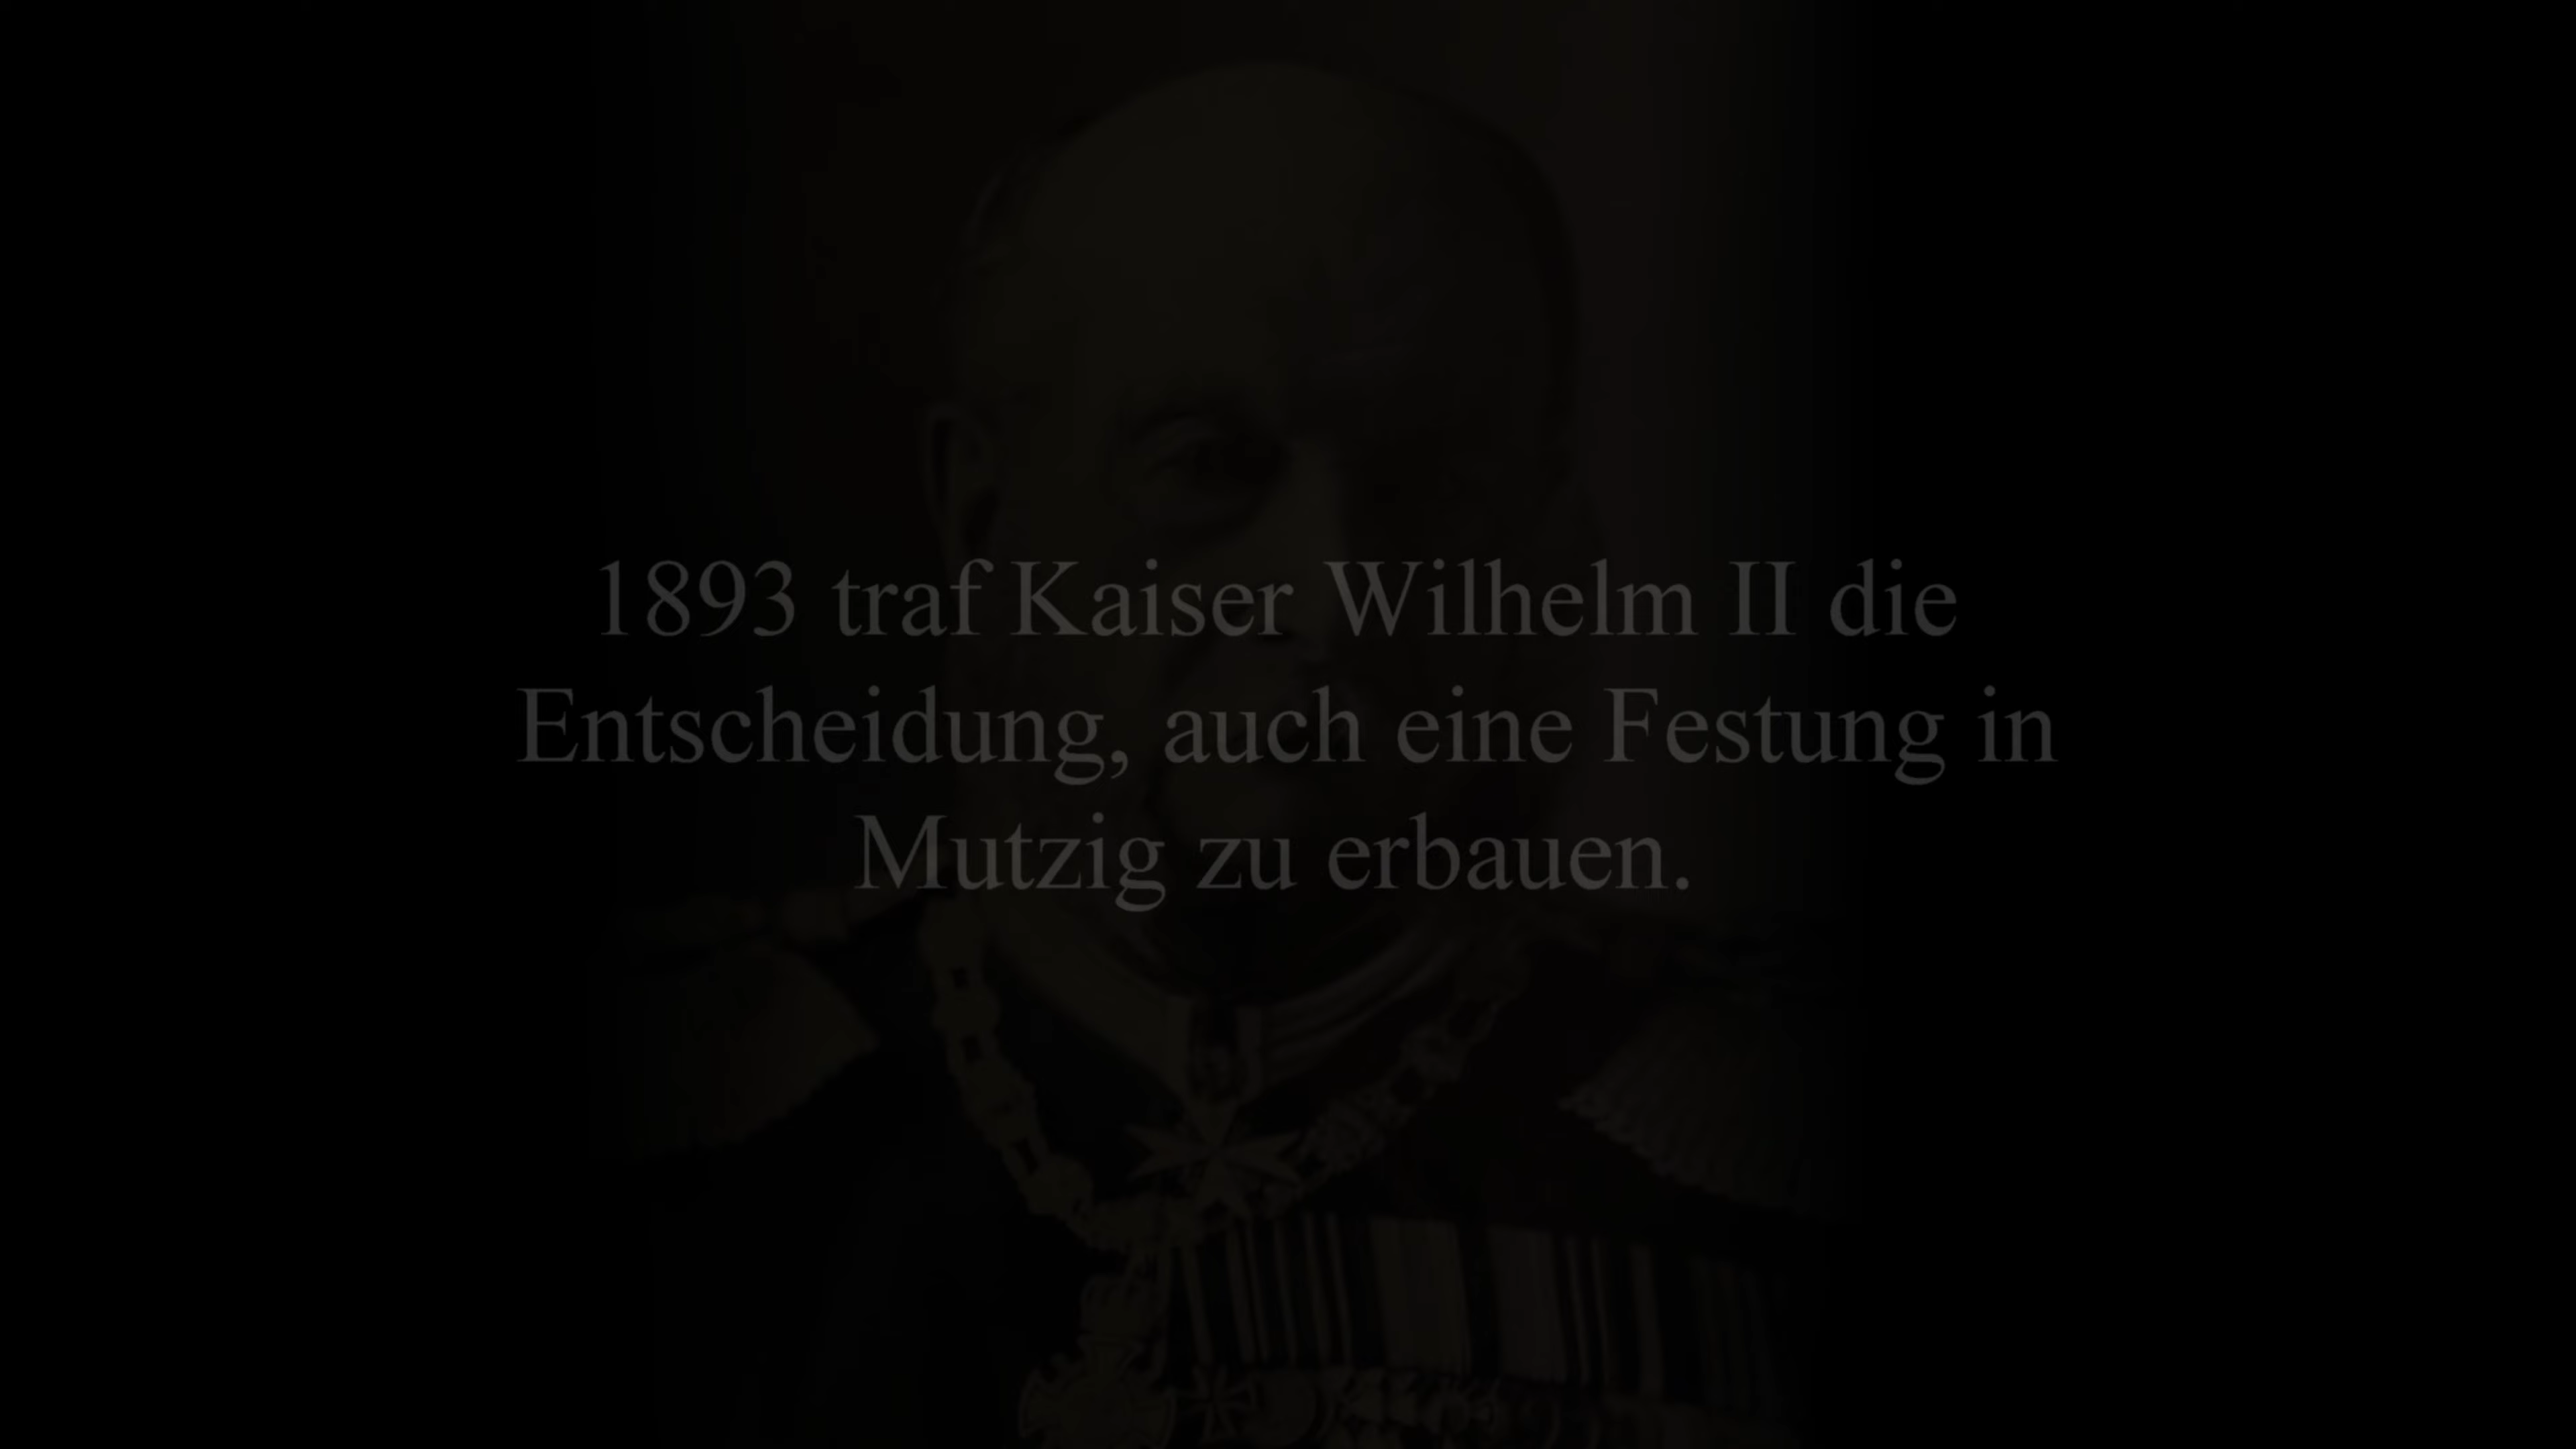 1893 traf Kaiser Wilhelm II die
Entscheidung, auch eine Festung in
Mutzig zu erbauen.